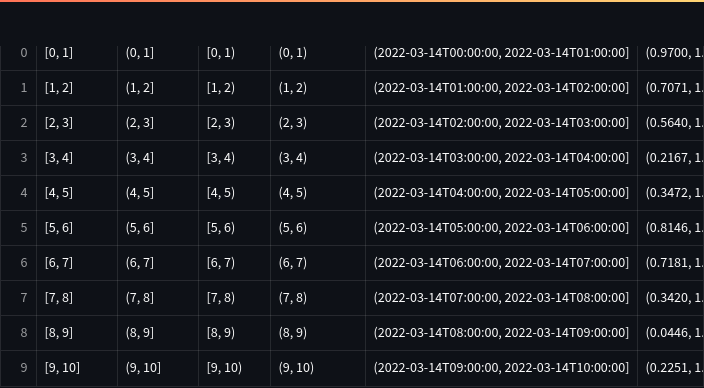 0 [0, 1] (0, 1] [0, 1) (0, 1) (2022-03-14T00:00:00, 2022-03-14T01:00:00] (0.9700, 1.
1 [1, 2] (1, 2] [1, 2) (1, 2) (2022-03-14T01:00:00, 2022-03-14T02:00:00] (0.7071, 1.
2 [2, 3] (2, 3] [2, 3) (2, 3) (2022-03-14T02:00:00, 2022-03-14T03:00:00] (0.5640, 1.
3 [3, 4] (3, 4] [3, 4) (3, 4) (2022-03-14T03:00:00, 2022-03-14T04:00:00] (0.2167, 1.
4 [4, 5] (4, 5] [4, 5) (4, 5) (2022-03-14T04:00:00, 2022-03-14T05:00:00] (0.3472, 1.
5 [5, 6] (5, 6] [5, 6) (5, 6) (2022-03-14T05:00:00, 2022-03-14T06:00:00] (0.8146, 1.
6 [6, 7] (6, 7] [6, 7) (6, 7) (2022-03-14T06:00:00, 2022-03-14T07:00:00] (0.7181, 1.
7 [7, 8] (7, 8] [7, 8) (7, 8) (2022-03-14T07:00:00, 2022-03-14T08:00:00] (0.3420, 1.
8 [8, 9] (8, 9] [8, 9) (8, 9) (2022-03-14T08:00:00, 2022-03-14T09:00:00] (0.0446, 1.
9 [9, 10] (9, 10] [9, 10) (9, 10) (2022-03-14T09:00:00, 2022-03-14T10:00:00] (0.2251, 1.